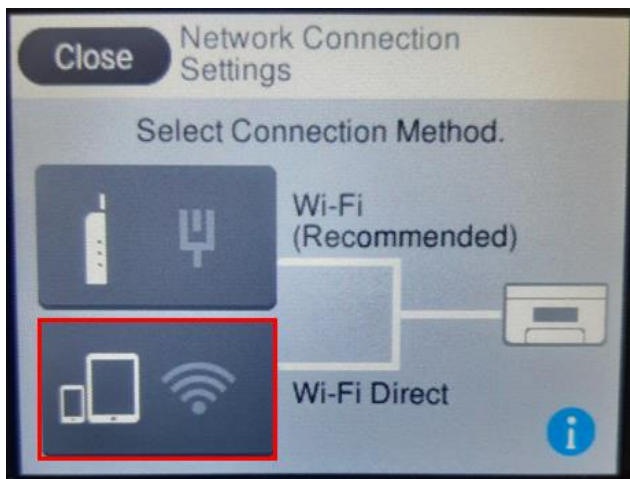 Close
Network Connection
Settings
Select Connection Method.
Wi-Fi
(Recommended)
Wi-Fi Direct
i